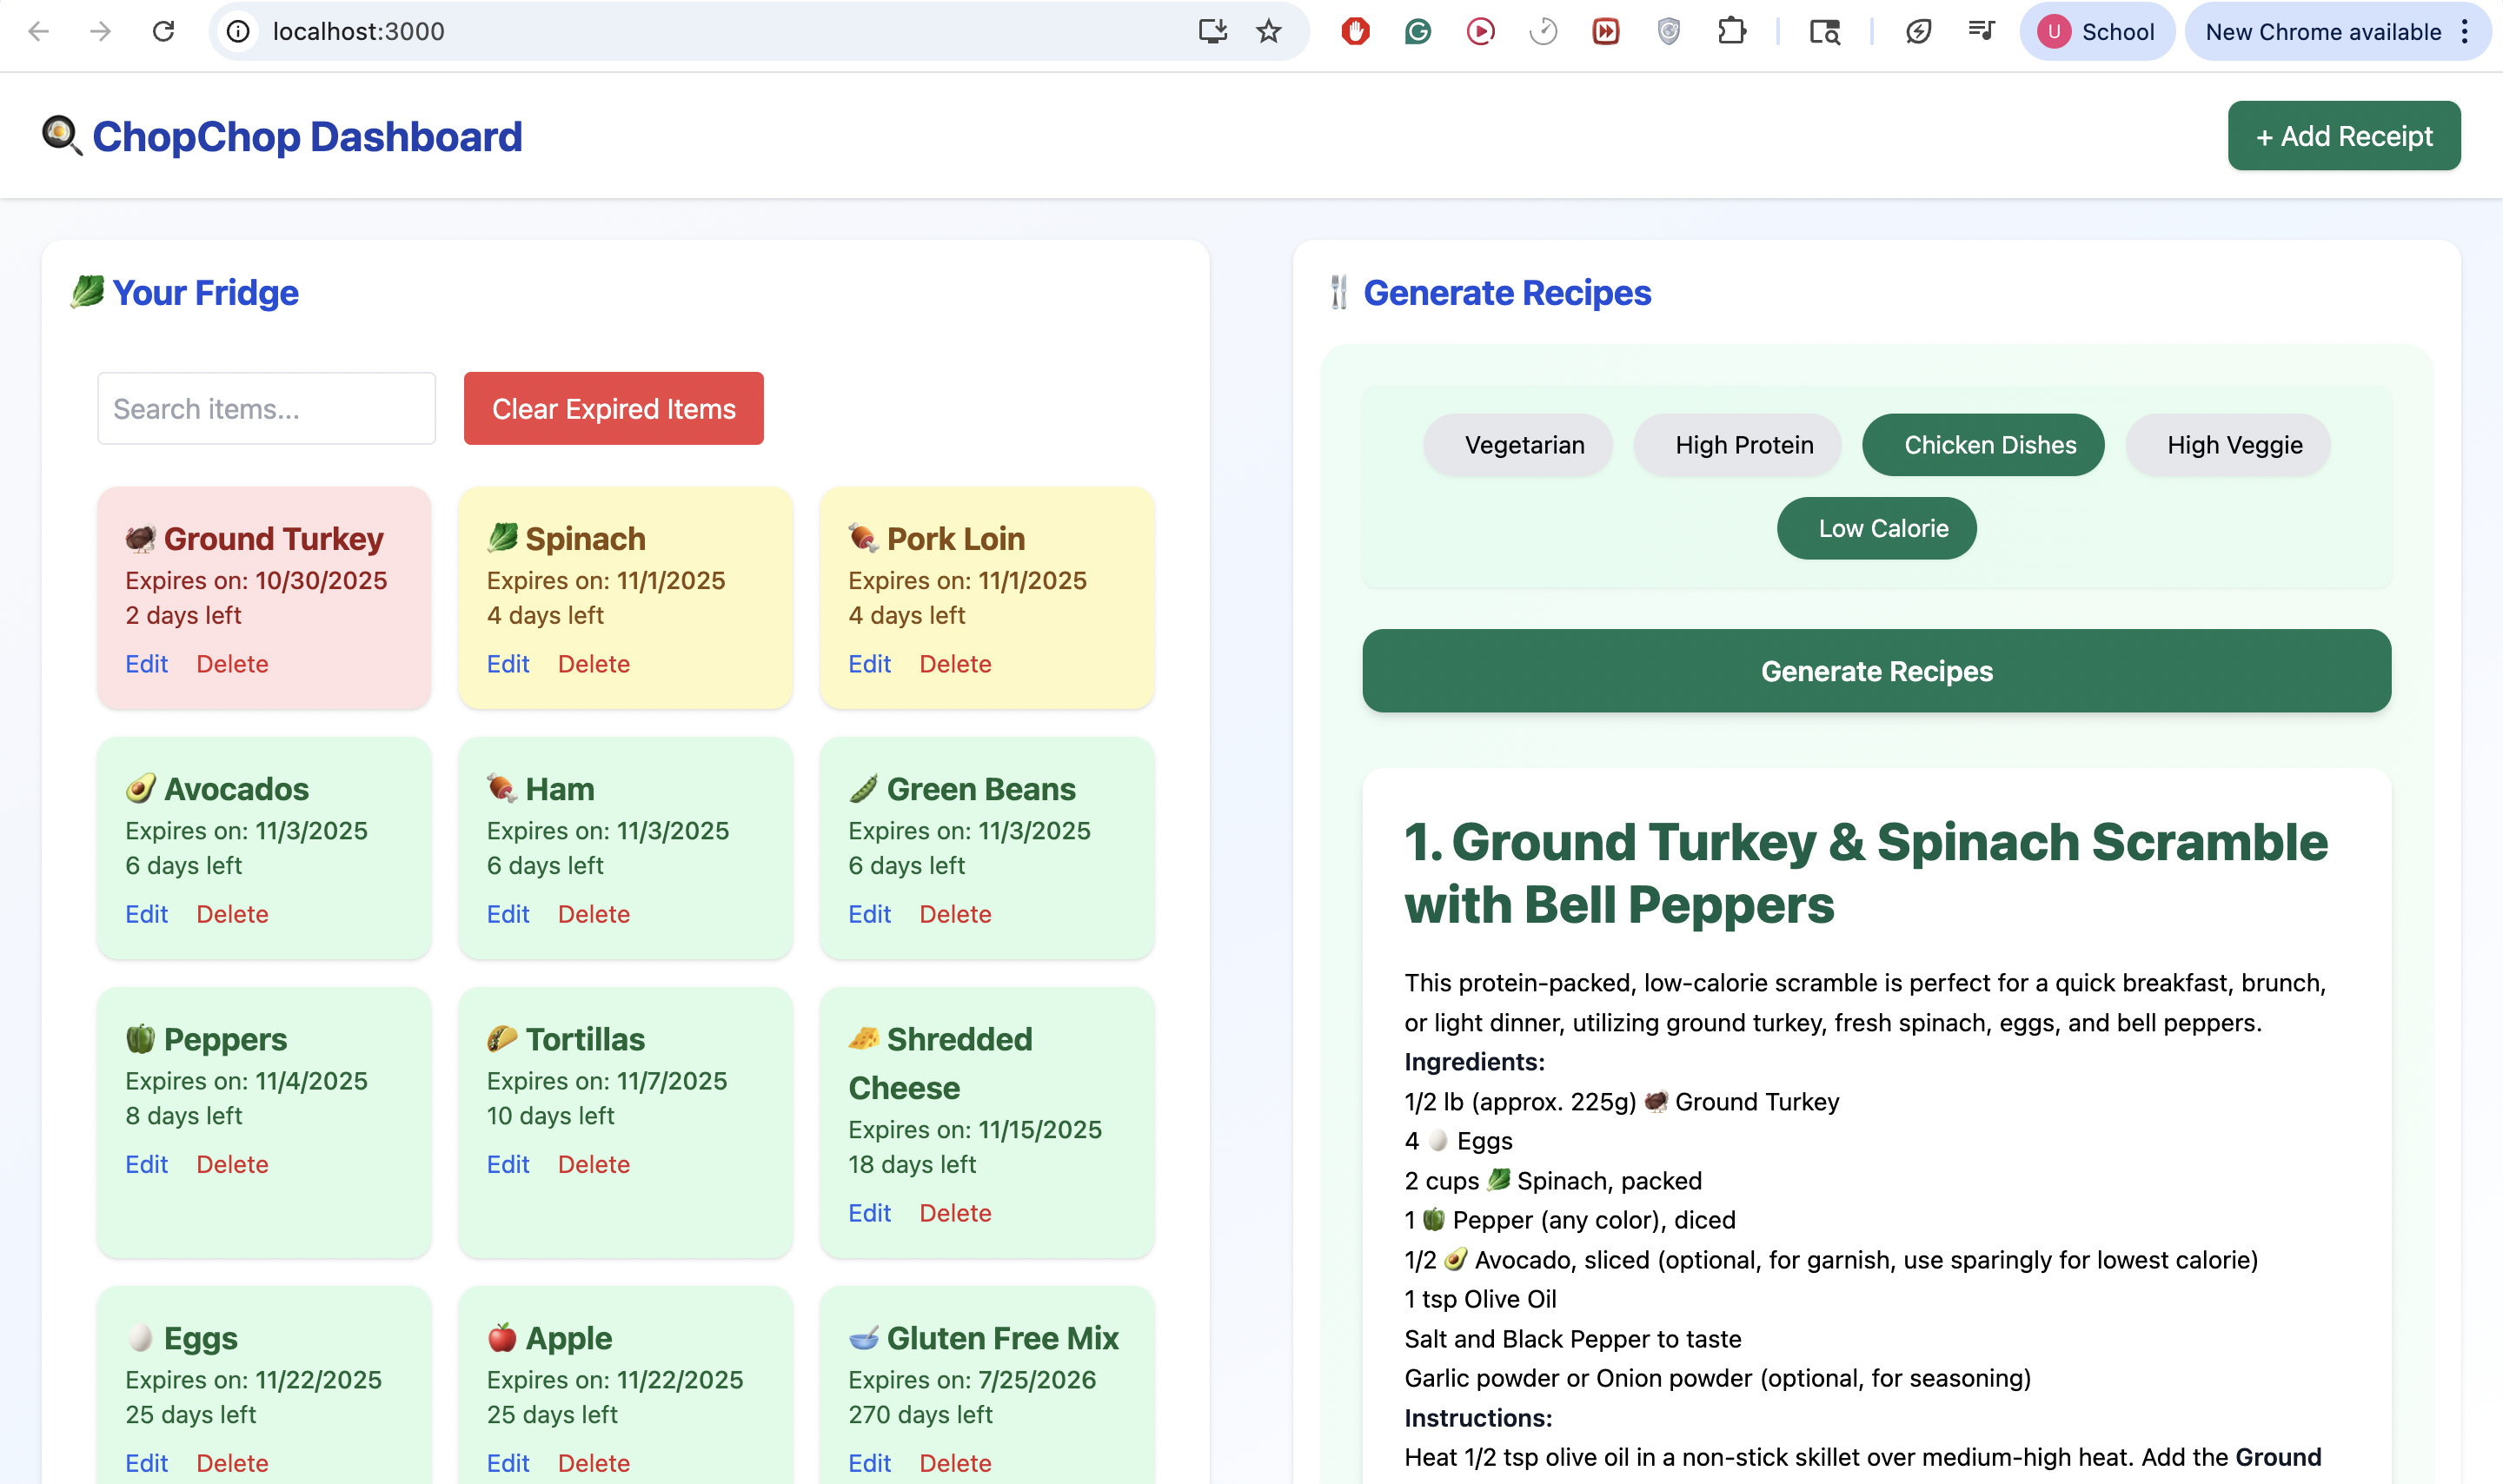 localhost:3000
School
New Chrome available
ChopChop Dashboard
+ Add Receipt
Your Fridge
Search items...
Clear Expired Items
Ground Turkey
Expires on: 10/30/2025
2 days left
Edit Delete
Spinach
Expires on: 11/1/2025
4 days left
Edit Delete
Pork Loin
Expires on: 11/1/2025
4 days left
Edit Delete
Avocados
Expires on: 11/3/2025
6 days left
Edit Delete
Ham
Expires on: 11/3/2025
6 days left
Edit Delete
Green Beans
Expires on: 11/3/2025
6 days left
Edit Delete
Peppers
Expires on: 11/4/2025
8 days left
Edit Delete
Tortillas
Expires on: 11/7/2025
10 days left
Edit Delete
Shredded
Cheese
Expires on: 11/15/2025
18 days left
Edit Delete
Eggs
Expires on: 11/22/2025
25 days left
Edit Delete
Apple
Expires on: 11/22/2025
25 days left
Edit Delete
Gluten Free Mix
Expires on: 7/25/2026
270 days left
Edit Delete
Generate Recipes
Vegetarian
High Protein
Chicken Dishes
High Veggie
Low Calorie
Generate Recipes
1. Ground Turkey & Spinach Scramble
with Bell Peppers
This protein-packed, low-calorie scramble is perfect for a quick breakfast, brunch,
or light dinner, utilizing ground turkey, fresh spinach, eggs, and bell peppers.
Ingredients:
1/2 lb (approx. 225g) 🦃 Ground Turkey
4 🥚 Eggs
2 cups 🥬 Spinach, packed
1 🫑 Pepper (any color), diced
1/2 🥑 Avocado, sliced (optional, for garnish, use sparingly for lowest calorie)
1 tsp Olive Oil
Salt and Black Pepper to taste
Garlic powder or Onion powder (optional, for seasoning)
Instructions:
Heat 1/2 tsp olive oil in a non-stick skillet over medium-high heat. Add the Ground